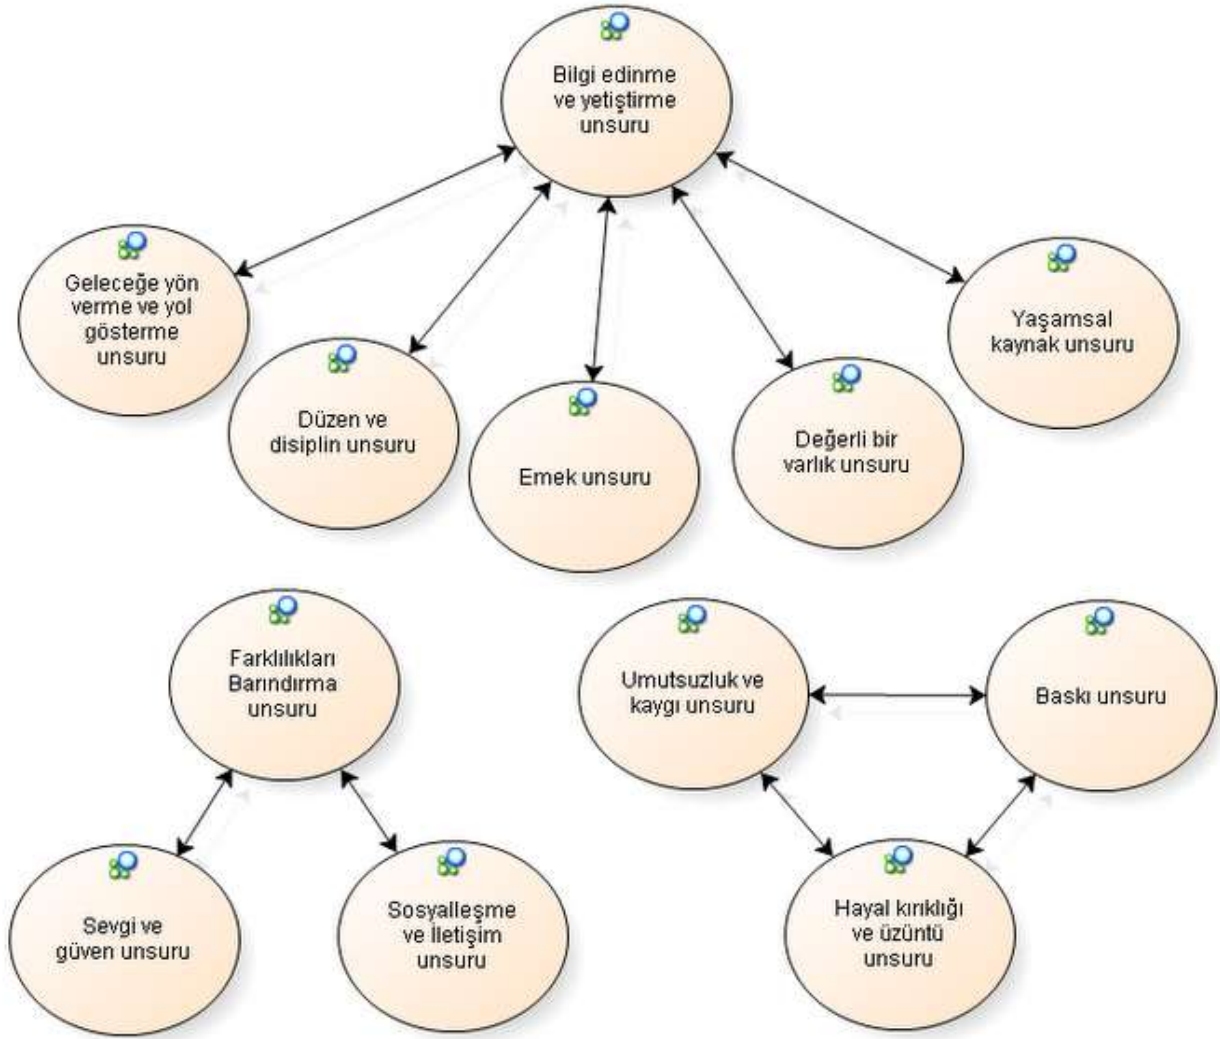 Bilgi edinme
ve yetiştirme
unsuru
Geleceğe yön
verme ve yol
gösterme
unsuru
Düzen ve
disiplin unsuru
Emek unsuru
Değerli bir
varlık unsuru
Yaşamsal
kaynak unsuru
Farklılıkları
Barındırma
unsuru
Sevgi ve
güven unsuru
Sosyalleşme
ve İletişim
unsuru
Umutsuzluk ve
kaygı unsuru
Baskı unsuru
Hayal kırıklığı
ve üzüntü
unsuru